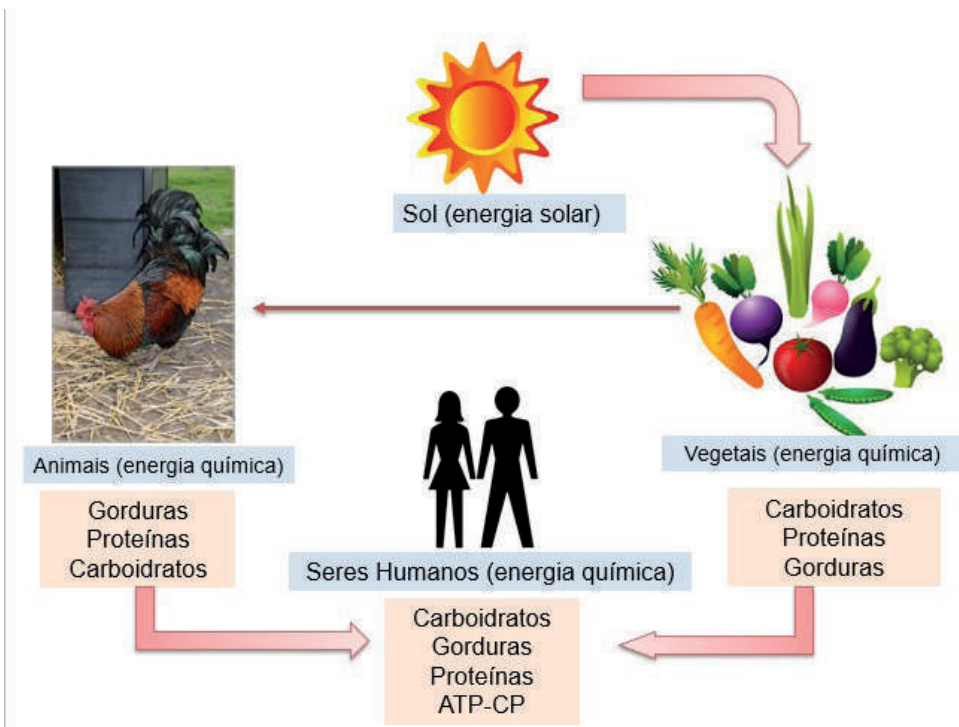 Sol (energia solar)
Animais (energia química)
Gorduras
Proteínas
Carboidratos
Vegetais (energia química)
Carboidratos
Proteínas
Gorduras
Seres Humanos (energia química)
Carboidratos
Gorduras
Proteínas
ATP-CP